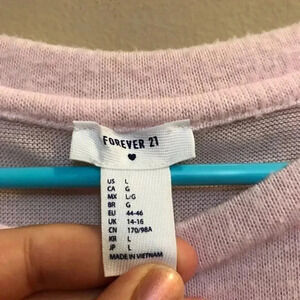 FOREVER 21
US L
CA G
MX L/G
BR G
EU 44-46
UK 14-16
CN 170/98A
KR L
JP L
MADE IN VIETNAM